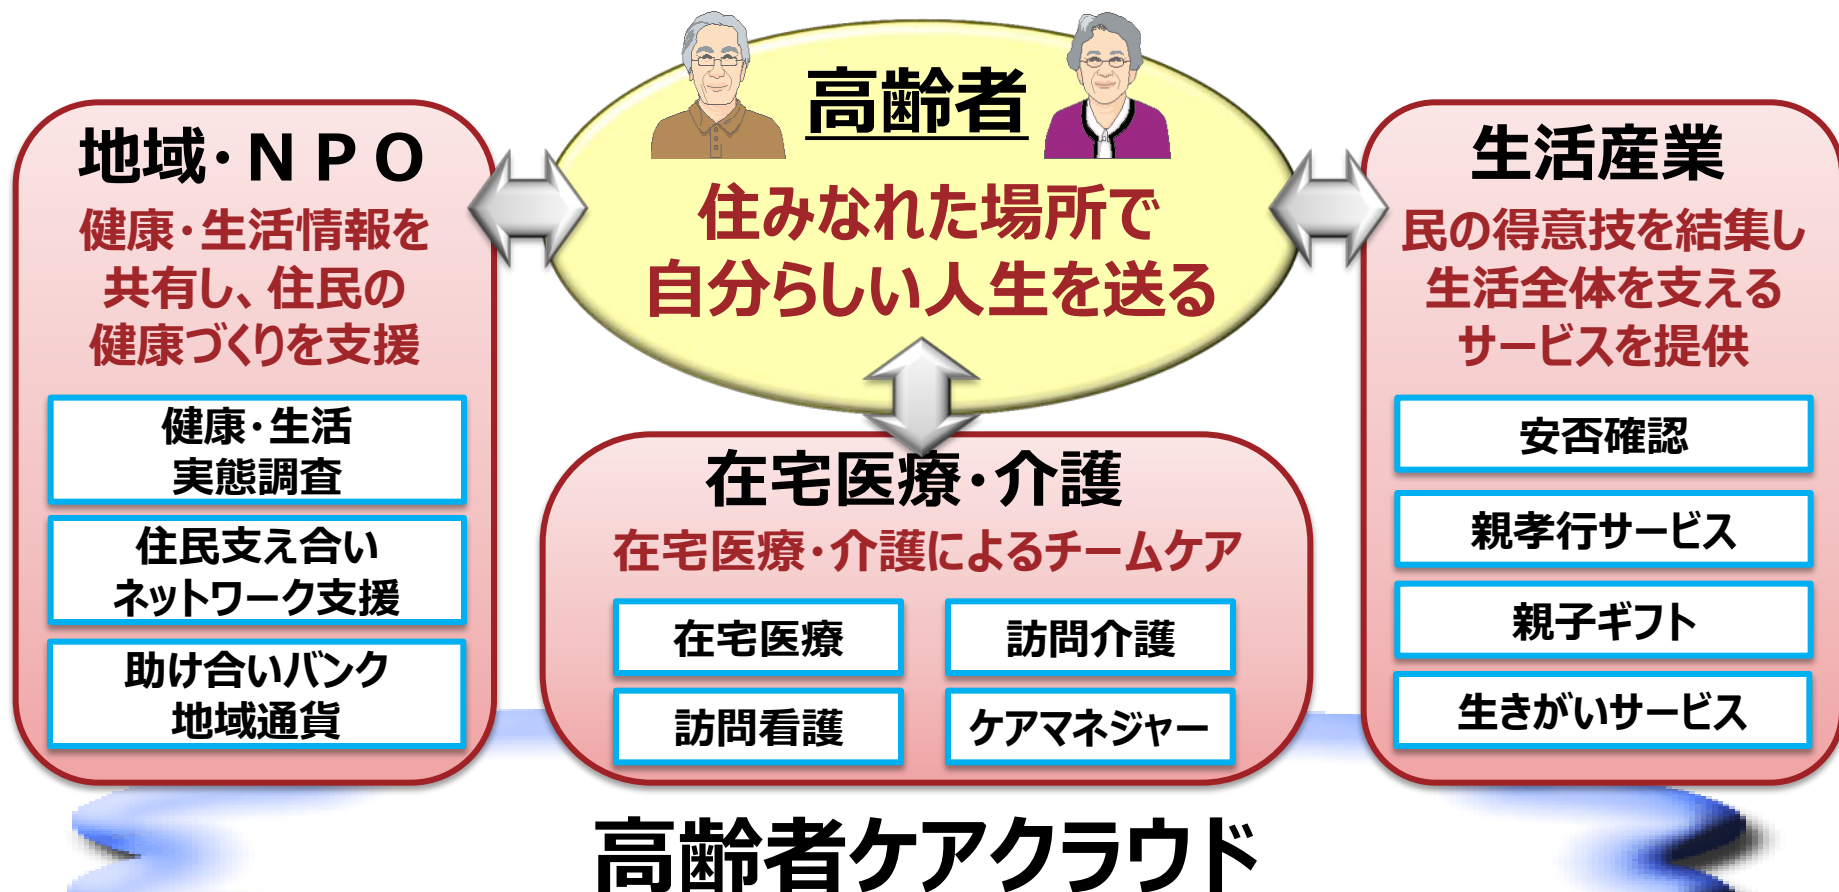 高齢者
住みなれた場所で
自分らしい人生を送る
地域・ＮＰＯ
健康・生活情報を
共有し、住民の
健康づくりを支援
健康・生活
実態調査
住民支え合い
ネットワーク支援
助け合いバンク
地域通貨
在宅医療・介護
在宅医療・介護によるチームケア
在宅医療
訪問介護
訪問看護
ケアマネジャー
生活産業
民の得意技を結集し
生活全体を支える
サービスを提供
安否確認
親孝行サービス
親子ギフト
生きがいサービス
高齢者ケアクラウド